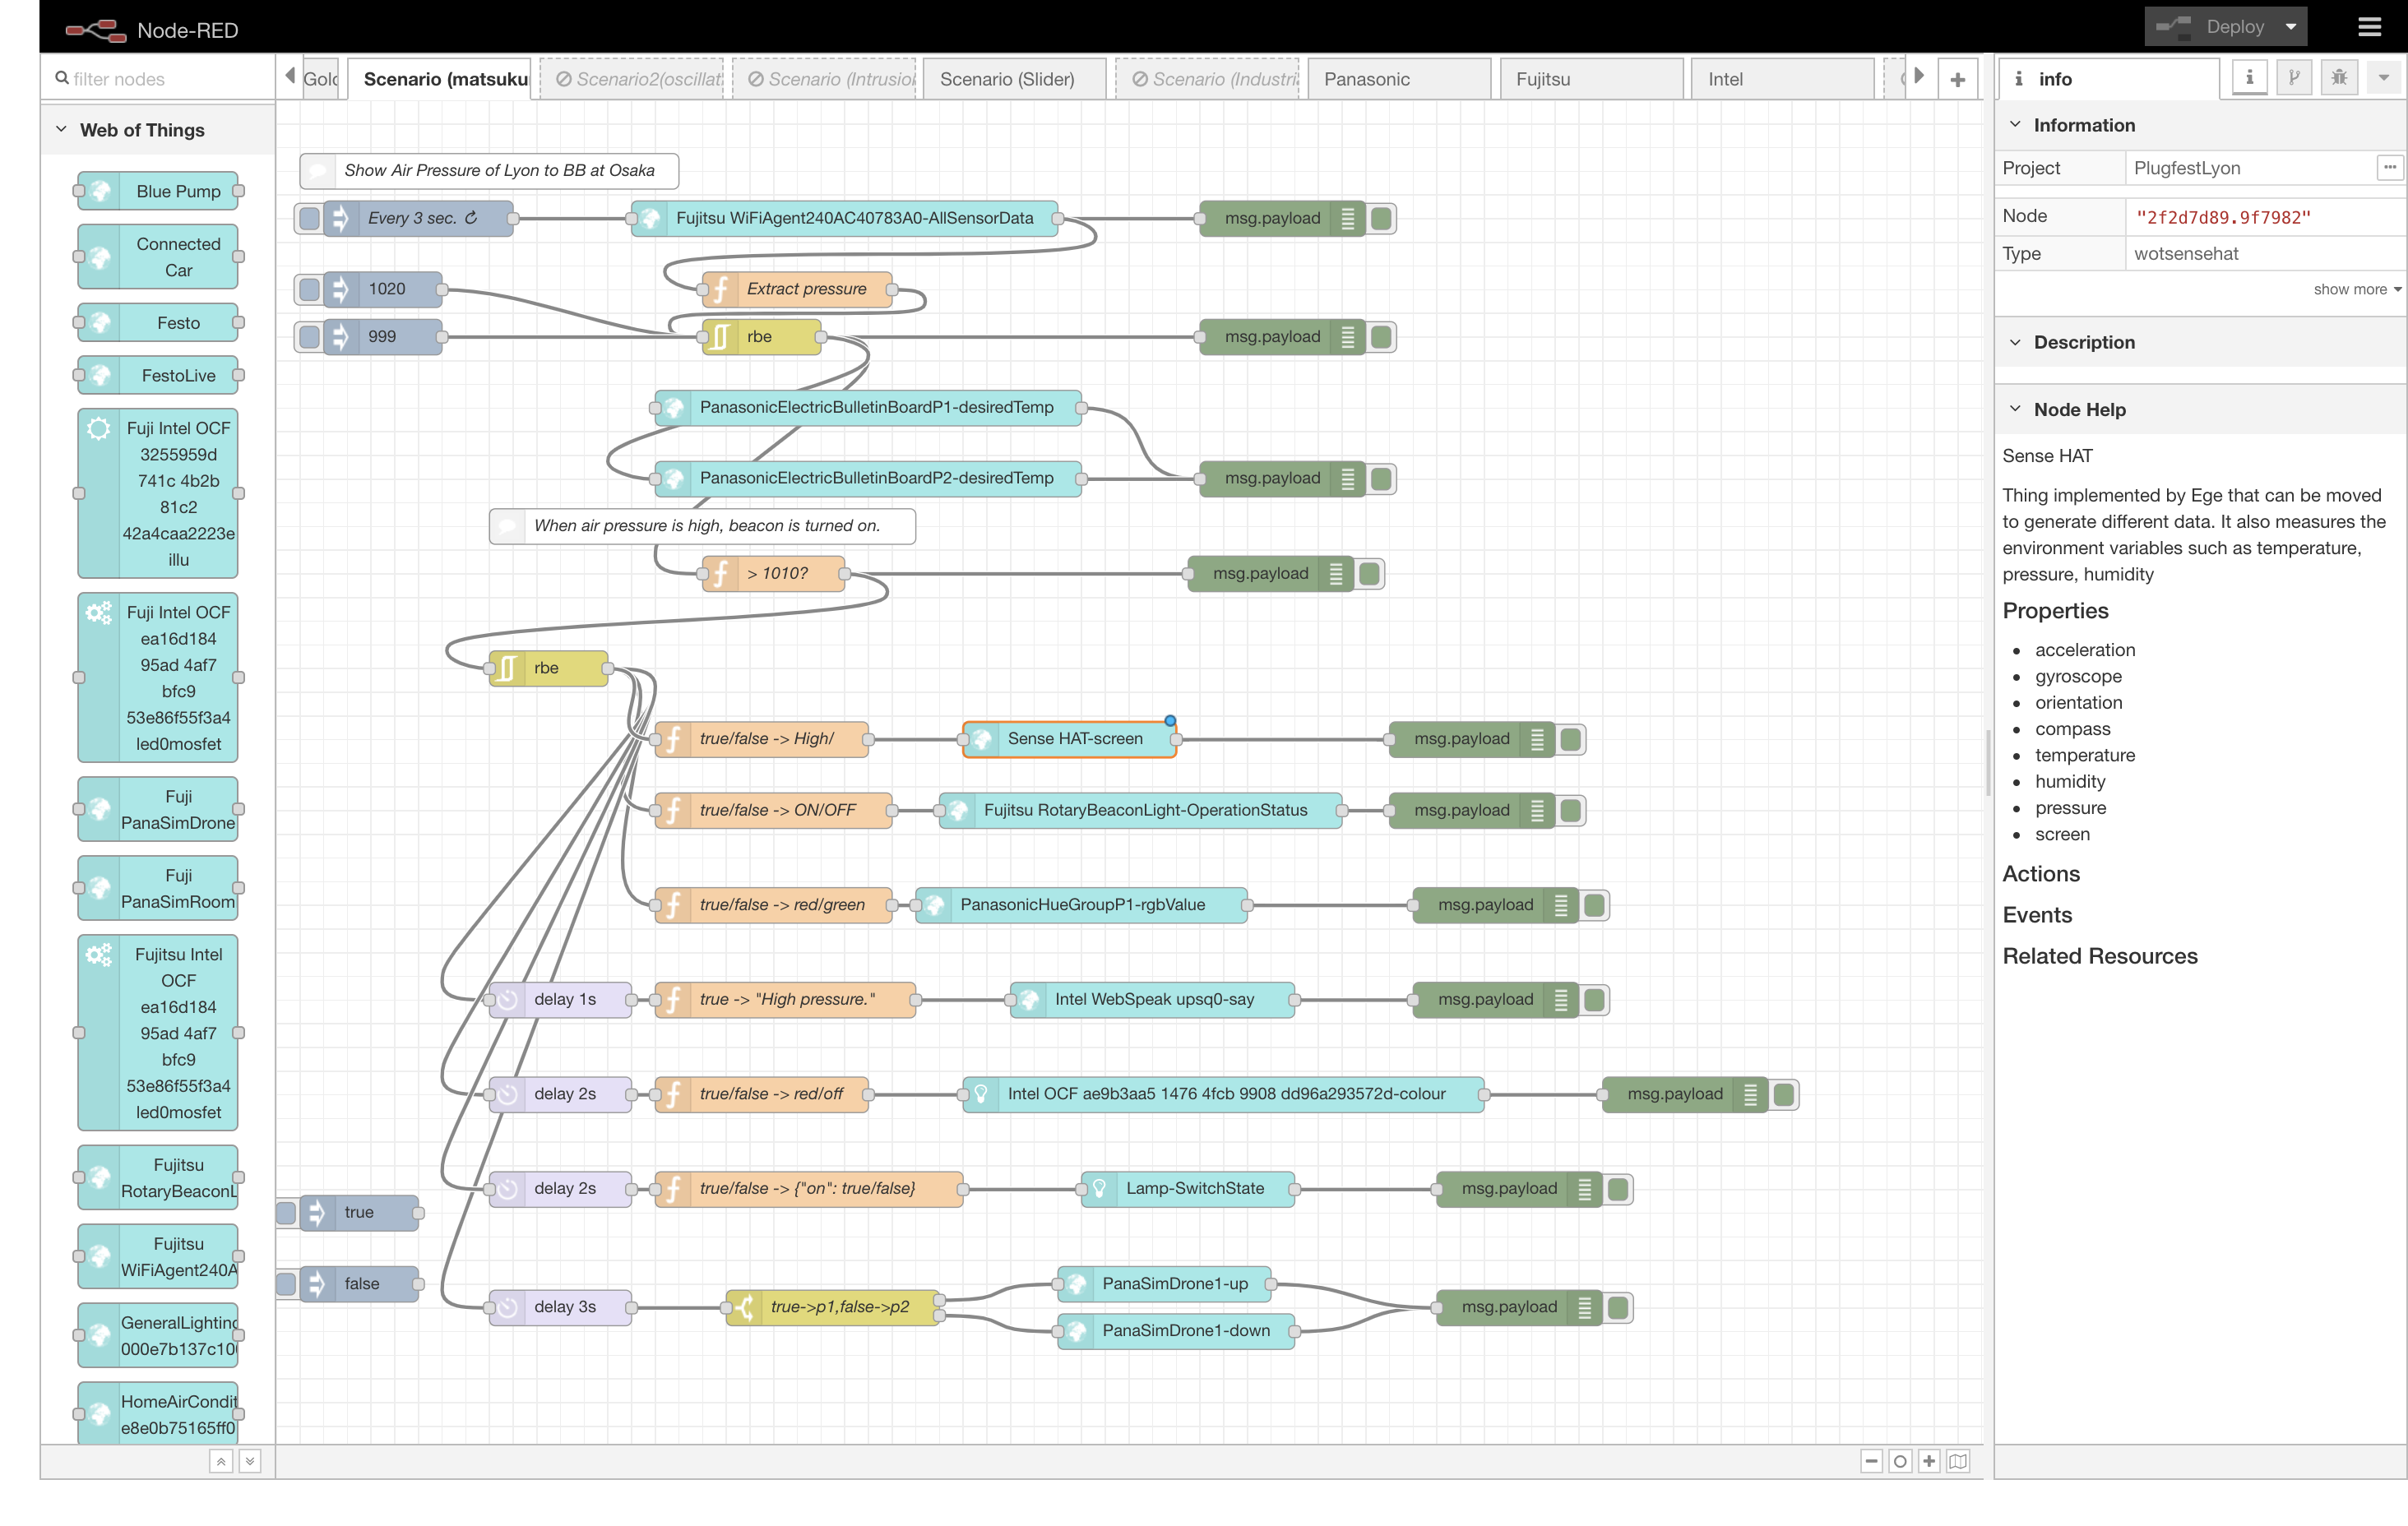 Node-RED
Deploy
filter nodes
Scenario (matsuku
Scenario2(oscillat
Scenario (Intrusio
Scenario (Slider)
Scenario (Industri
Panasonic
Fujitsu
Intel
info
Web of Things
Blue Pump
Connected
Car
Festo
FestoLive
Fuji Intel OCF
3255959d
741c 4b2b
81c2
42a4caa2223e
illu
Fuji Intel OCF
ea16d184
95ad 4af7
bfc9
53e86f55f3a4
led0mosfet
Fuji
PanaSimDrone
Fuji
PanaSimRoom
Fujitsu Intel
OCF
ea16d184
95ad 4af7
bfc9
53e86f55f3a4
led0mosfet
Fujitsu
RotaryBeaconL
Fujitsu
WiFiAgent240A
GeneralLighting
000e7b137c10
HomeAirCondit
e8e0b75165ff0
Show Air Pressure of Lyon to BB at Osaka
Every 3 sec. ↻
Fujitsu WiFiAgent240AC40783A0-AllSensorData
msg.payload
1020
Extract pressure
999
rbe
msg.payload
PanasonicElectricBulletinBoardP1-desiredTemp
PanasonicElectricBulletinBoardP2-desiredTemp
msg.payload
When air pressure is high, beacon is turned on.
> 1010?
msg.payload
rbe
true/false -> High/
Sense HAT-screen
msg.payload
true/false -> ON/OFF
Fujitsu RotaryBeaconLight-OperationStatus
msg.payload
true/false -> red/green
PanasonicHueGroupP1-rgbValue
msg.payload
delay 1s
true -> "High pressure."
Intel WebSpeak upsq0-say
msg.payload
delay 2s
true/false -> red/off
Intel OCF ae9b3aa5 1476 4fcb 9908 dd96a293572d-colour
msg.payload
delay 2s
true/false -> {"on": true/false}
Lamp-SwitchState
msg.payload
true
false
delay 3s
true->p1,false->p2
PanaSimDrone1-up
PanaSimDrone1-down
msg.payload
Information
Project PlugfestLyon
Node "2f2d7d89.9f7982"
Type wotsensehat
show more
Description
Node Help
Sense HAT
Thing implemented by Ege that can be moved
to generate different data. It also measures the
environment variables such as temperature,
pressure, humidity
Properties
• acceleration
• gyroscope
• orientation
• compass
• temperature
• humidity
• pressure
• screen
Actions
Events
Related Resources